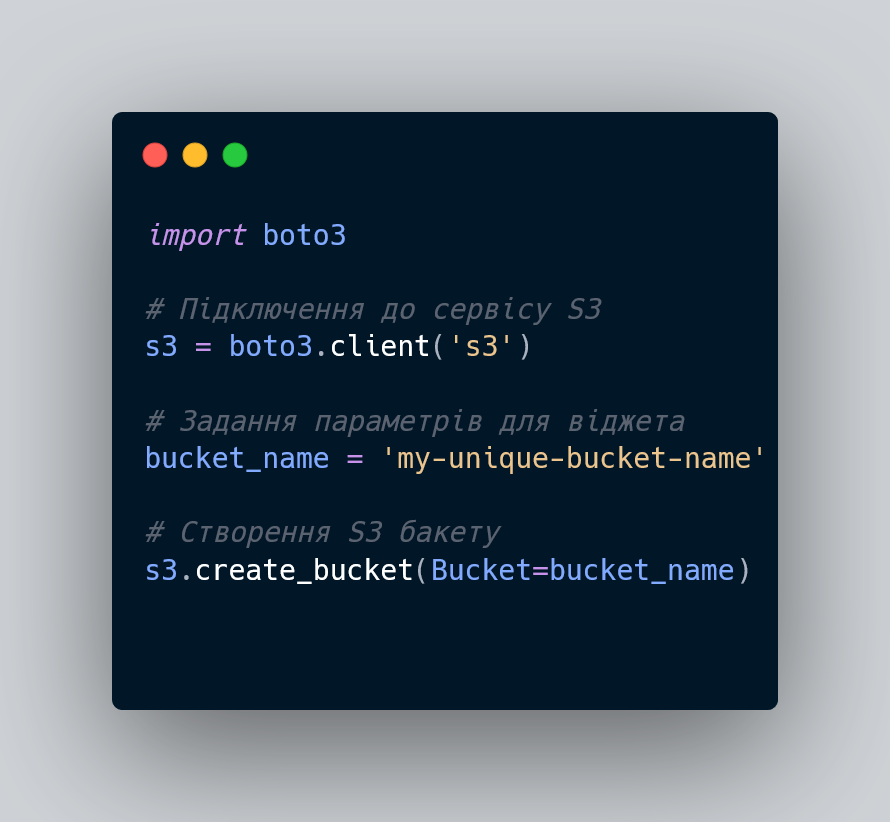 import boto3
# Підключення до сервісу S3
s3 = boto3.client('s3')
# Задання параметрів для віджета
bucket_name = 'my-unique-bucket-name'
# Створення S3 бакету
s3.create_bucket(Bucket=bucket_name)